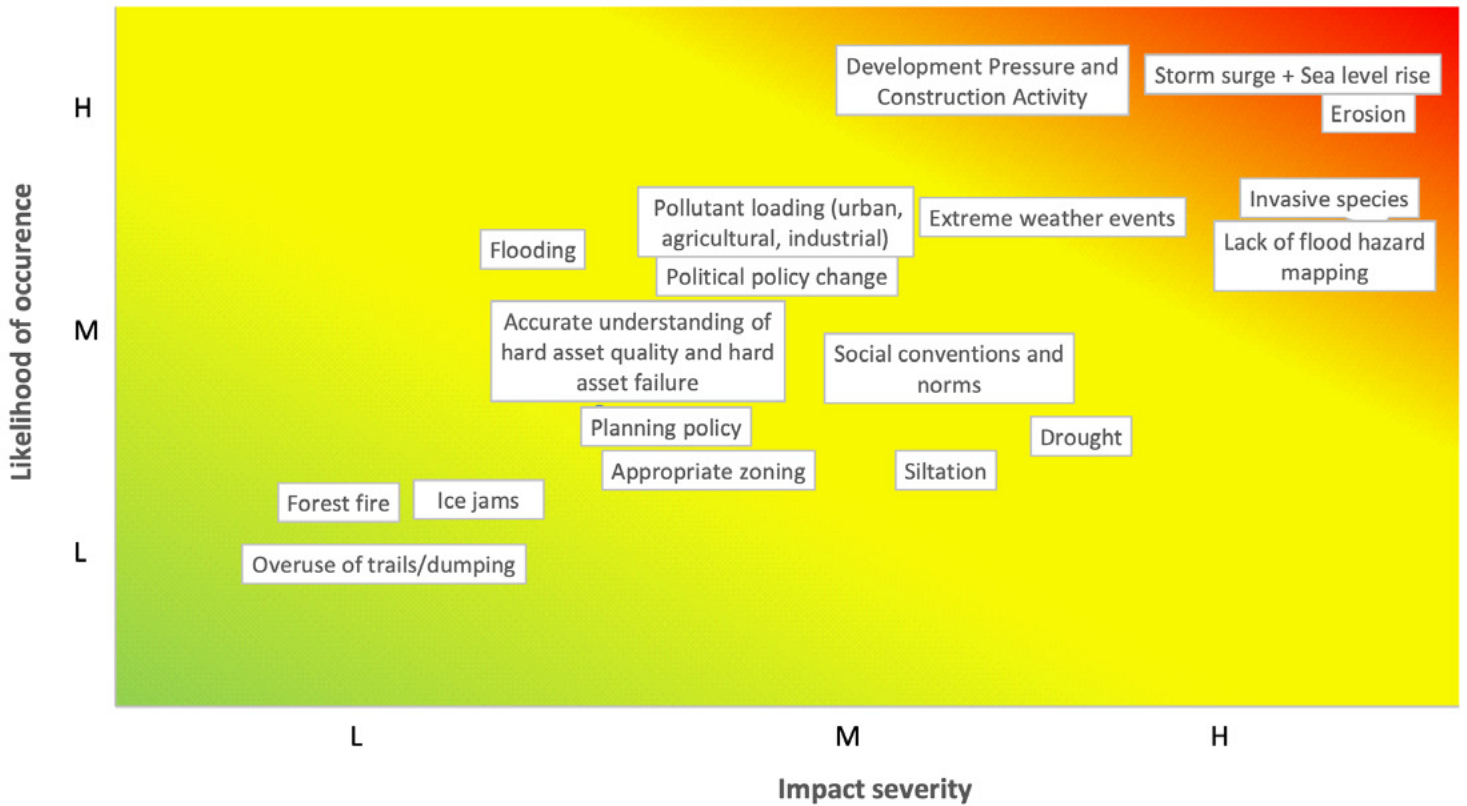 Likelihood of occurence
H
M
L
Development Pressure and
Construction Activity
Storm surge + Sea level rise
Erosion
Invasive species
Pollutant loading (urban,
agricultural, industrial)
Extreme weather events
Flooding
Lack of flood hazard
mapping
Political policy change
Accurate understanding of
hard asset quality and hard
asset failure
Social conventions and
norms
Planning policy
Drought
Appropriate zoning
Siltation
Forest fire
Ice jams
Overuse of trails/dumping
L
M
H
Impact severity